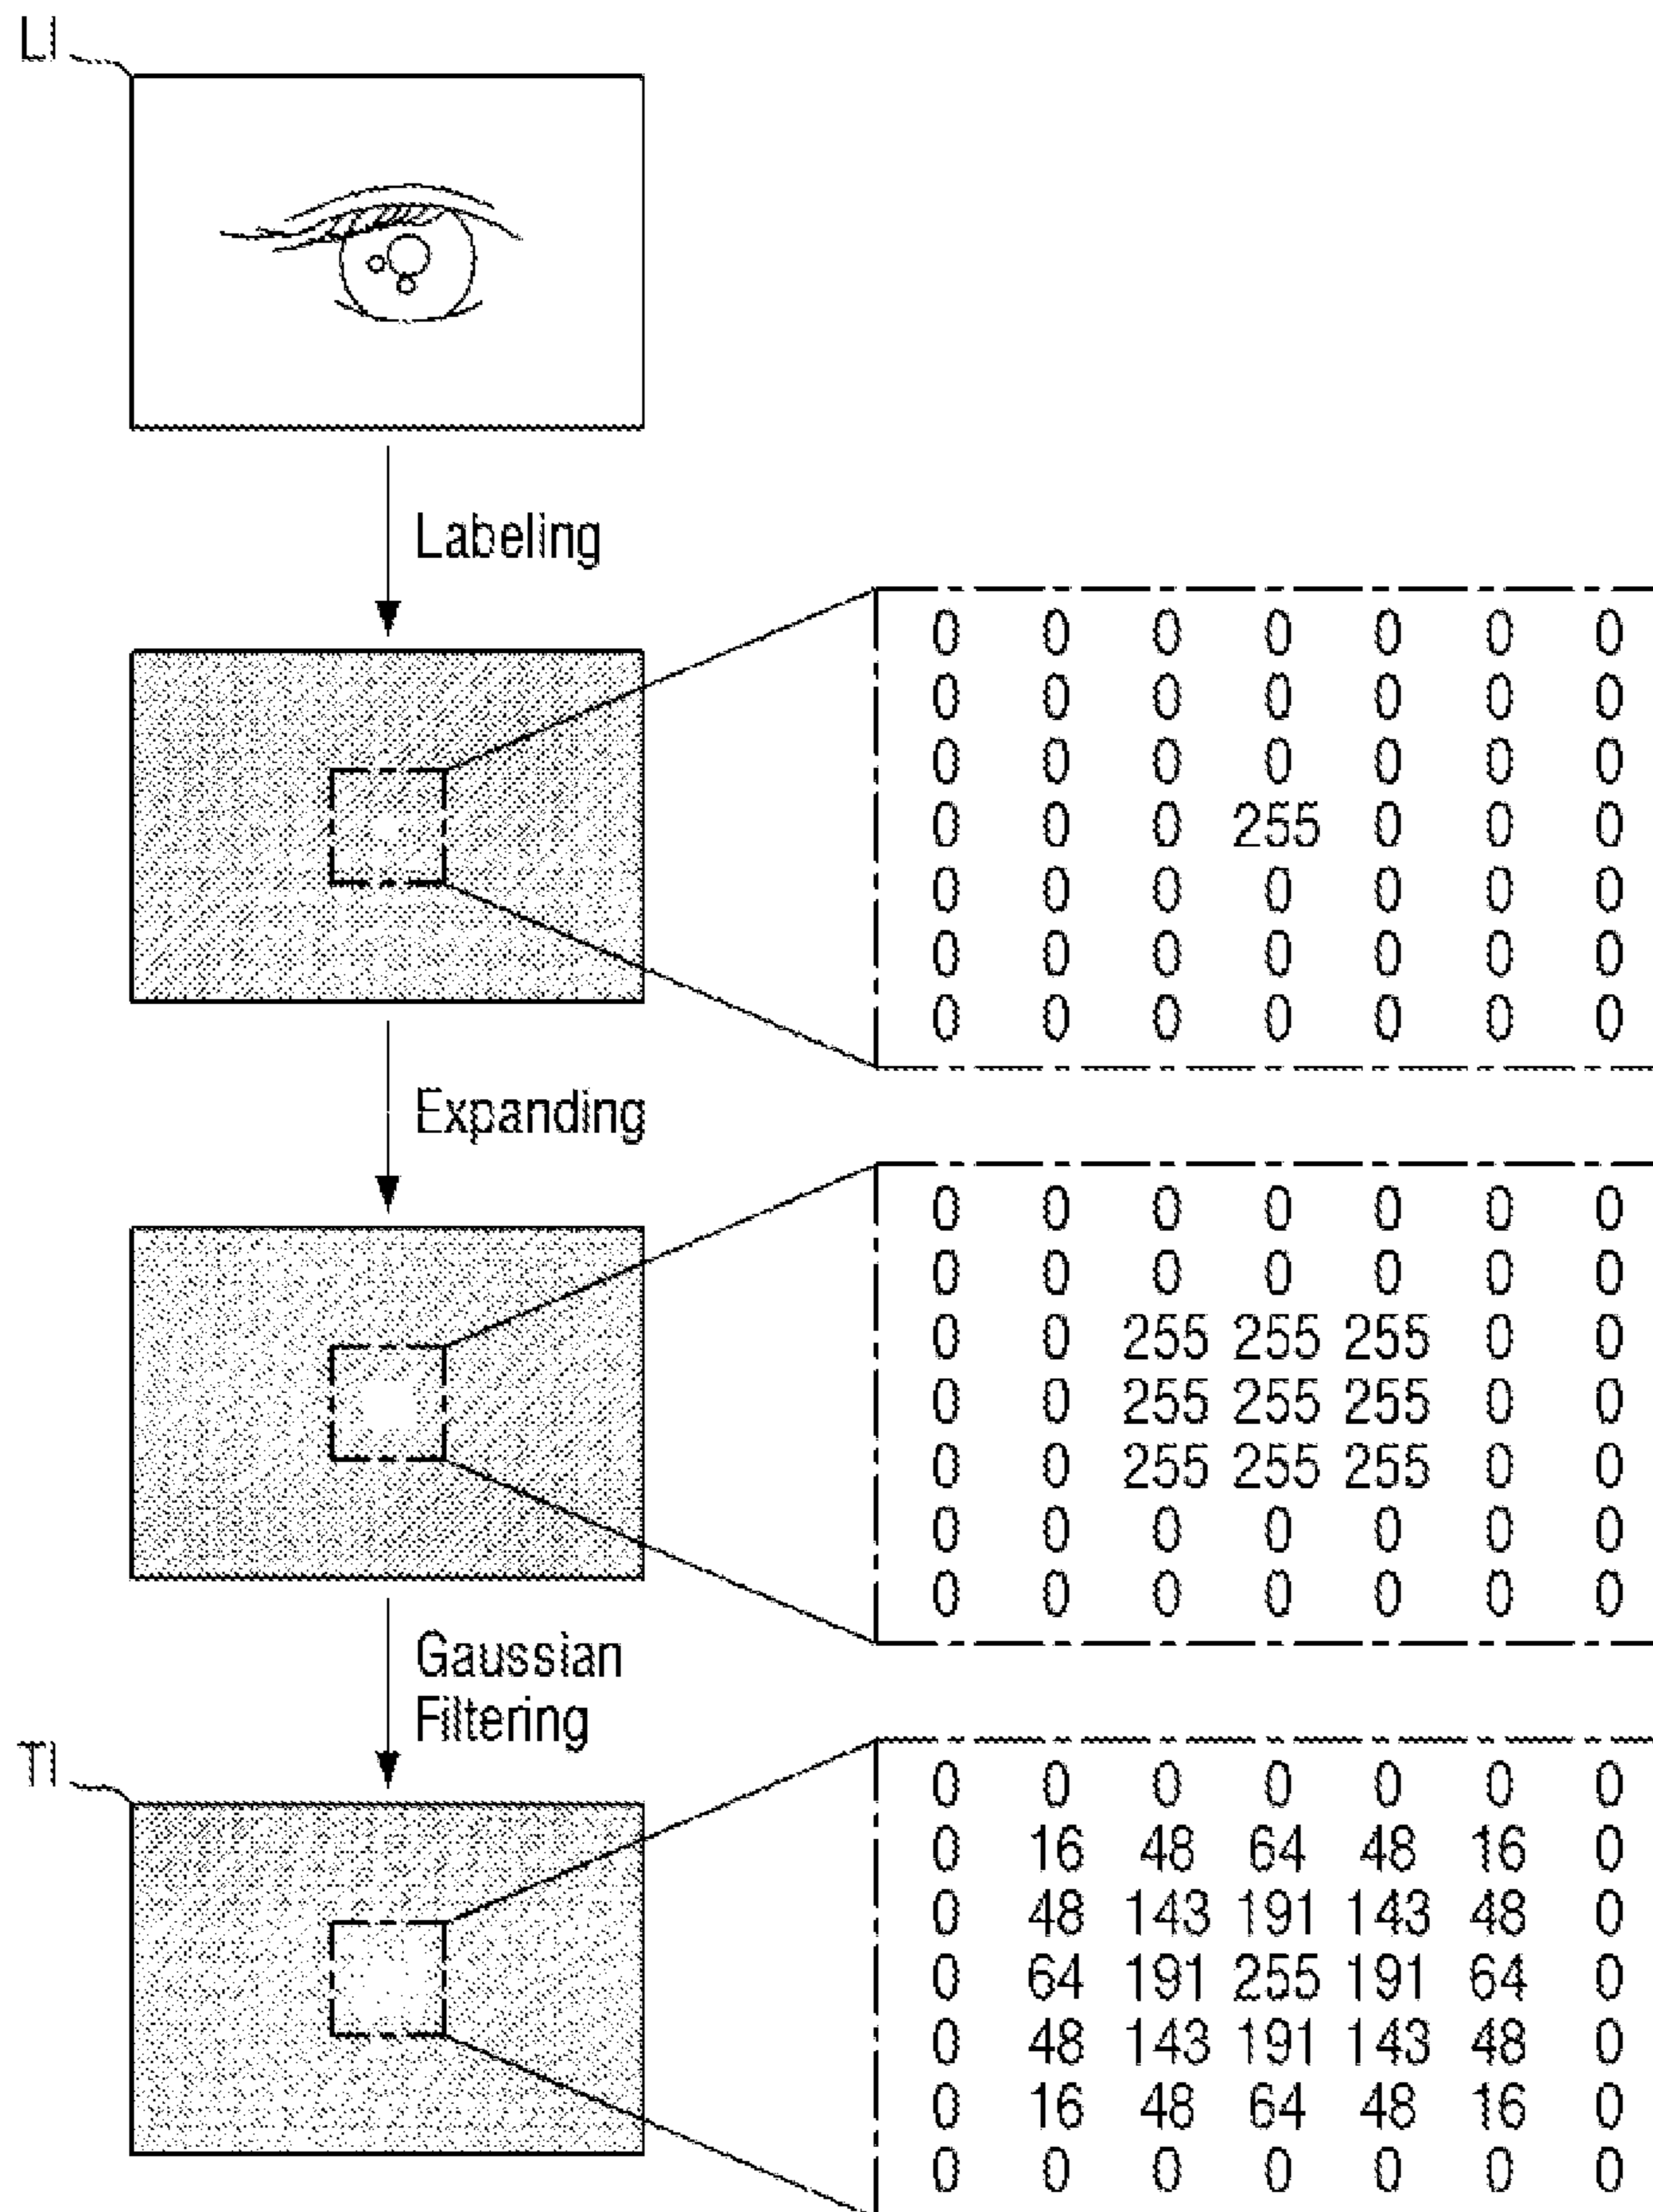 LI
Labeling
0 0 0 0 0 0 0
0 0 0 0 0 0 0
0 0 0 0 0 0 0
0 0 0 255 0 0 0
0 0 0 0 0 0 0
0 0 0 0 0 0 0
0 0 0 0 0 0 0
Expanding
0 0 0 0 0 0 0
0 0 0 0 0 0 0
0 0 255 255 255 0 0
0 0 255 255 255 0 0
0 0 255 255 255 0 0
0 0 0 0 0 0 0
0 0 0 0 0 0 0
Gaussian
Filtering
TI
0 0 0 0 0 0 0
0 16 48 64 48 16 0
0 48 143 191 143 48 0
0 64 191 255 191 64 0
0 48 143 191 143 48 0
0 16 48 64 48 16 0
0 0 0 0 0 0 0